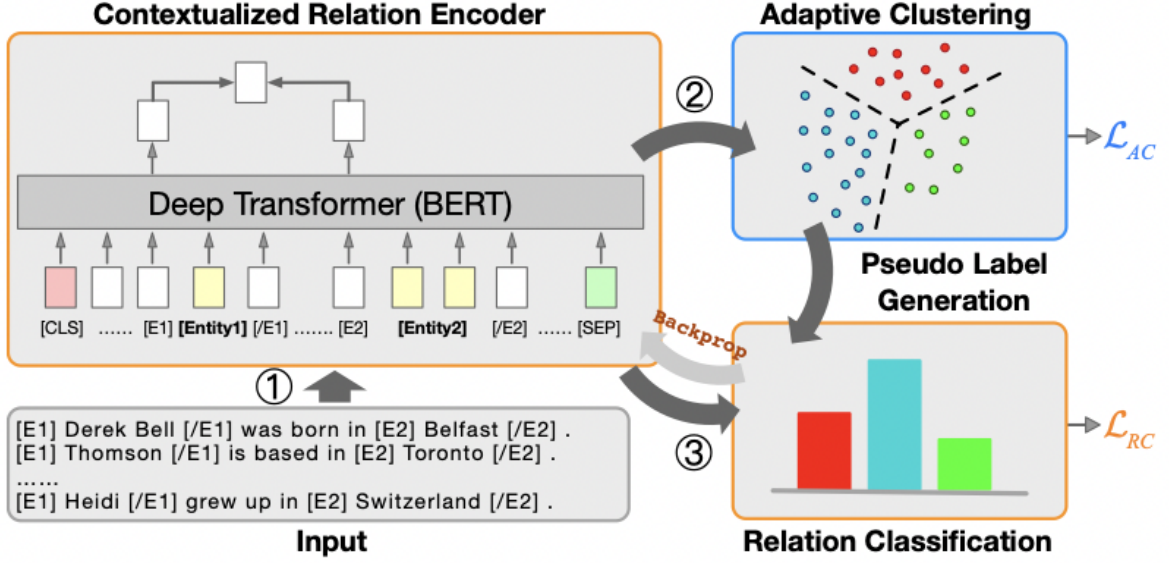 Contextualized Relation Encoder
Deep Transformer (BERT)
[CLS] ...... [E1] [Entity1] [/E1] ....... [E2] [Entity2] [/E2] ...... [SEP]
①
[E1] Derek Bell [/E1] was born in [E2] Belfast [/E2] .
[E1] Thomson [/E1] is based in [E2] Toronto [/E2] .
......
[E1] Heidi [/E1] grew up in [E2] Switzerland [/E2] .
Input
②
Adaptive Clustering
ℒAC
Pseudo Label
Generation
Backprop
③
ℒRC
Relation Classification